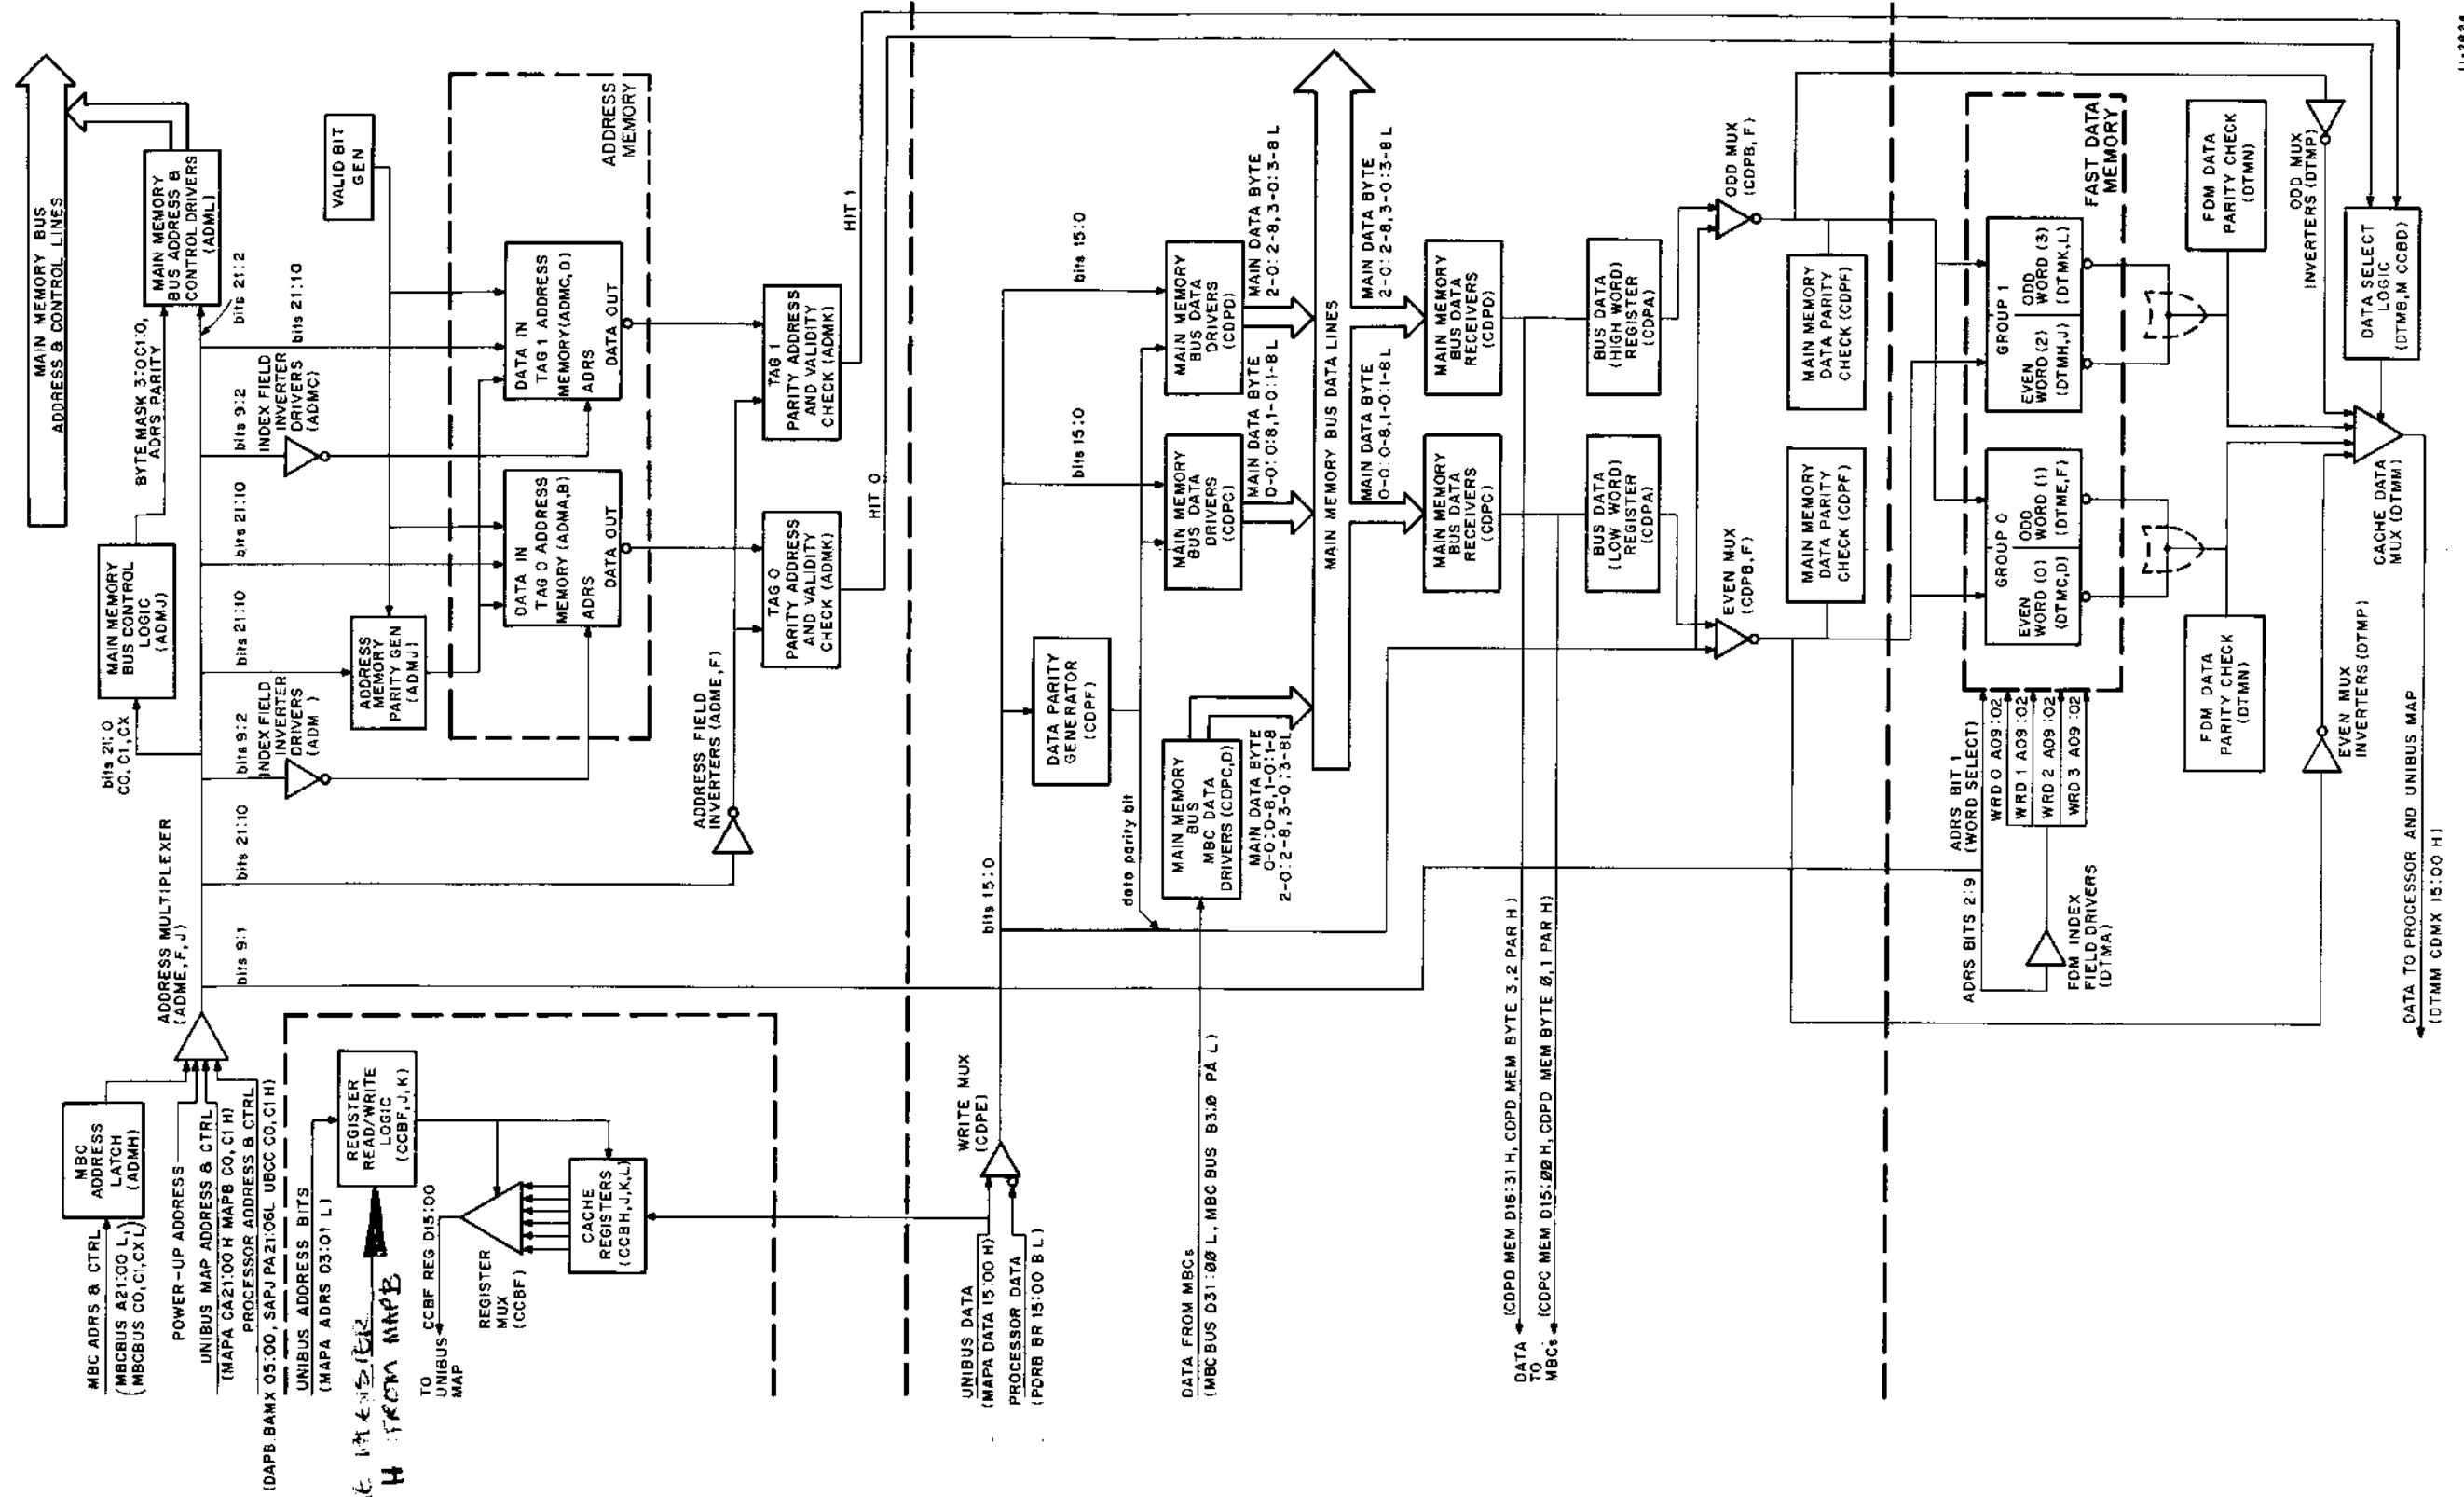 MAIN MEMORY BUS
ADDRESS & CONTROL LINES
MAIN MEMORY
BUS ADDRESS &
CONTROL DRIVERS
(ADML)
bits 21:2
BYTE MASK 3:0C1:0,
ADRS PARITY
MAIN MEMORY
BUS CONTROL
LOGIC
(ADMJ)
bits 21:0
C0, C1, CX
VALID BIT
GEN
bits 21:10
bits 9:2
INDEX FIELD
INVERTER
DRIVERS
(ADMC)
bits 21:10
bits 21:10
bits 9:2
INDEX FIELD
INVERTER
DRIVERS
(ADM )
bits 21:10
bits 9:1
ADDRESS MULTIPLEXER
(ADME,F,J)
MBC
ADDRESS
LATCH
(ADMH)
MBC ADRS & CTRL
(MBCBUS A21:00 L,)
(MBCBUS C0,C1,CX L)
POWER-UP ADDRESS
UNIBUS MAP ADDRESS & CTRL
(MAPA CA21:00 H MAPB C0,C1 H)
PROCESSOR ADDRESS & CTRL
(DAPB BAMX 05:00, SAPJ PA21:06L UBCC C0,C1 H)
ADDRESS
MEMORY
DATA IN
TAG 1 ADDRESS
MEMORY(ADMC,D)
ADRS
DATA OUT
DATA IN
TAG 0 ADDRESS
MEMORY (ADMA,B)
ADRS
DATA OUT
ADDRESS
MEMORY
PARITY GEN
(ADMJ)
TAG 1
PARITY ADDRESS
AND VALIDITY
CHECK (ADMK)
HIT 1
TAG 0
PARITY ADDRESS
AND VALIDITY
CHECK (ADMK)
HIT 0
ADDRESS FIELD
INVERTERS (ADME,F)
UNIBUS ADDRESS BITS
(MAPA ADRS 03:01 L)
REGISTER
READ/WRITE
LOGIC
(CCBF,J,K)
H FROM MAPB
TO
UNIBUS
MAP
CCBF REG D15:00
REGISTER
MUX
(CCBF)
CACHE
REGISTERS
(CCBH,J,K,L)
UNIBUS DATA
(MAPA DATA 15:00 H)
PROCESSOR DATA
(PDRB BR 15:00 B L)
WRITE MUX
(CDPE)
bits 15:0
bits 15:0
bits 15:0
DATA PARITY
GENERATOR
(CDPF)
data parity bit
MAIN MEMORY
BUS DATA
DRIVERS
(CDPC)
MAIN MEMORY
BUS DATA
DRIVERS
(CDPD)
MAIN DATA BYTE
0-0:0:8,1-0:1-8 L
MAIN DATA BYTE
2-0:2-8,3-0:3-8 L
MAIN MEMORY
BUS
MBC DATA
DRIVERS (CDPC,D)
MAIN DATA BYTE
0-0:0-8,1-0:1-8
2-0:2-8,3-0:3-8L
DATA FROM MBCs
(MBC BUS D31:00 L, MBC BUS B3:0 PA L)
MAIN MEMORY BUS DATA LINES
MAIN DATA BYTE
0-0:0-8,1-0:1-8L
MAIN DATA BYTE
2-0:2-8,3-0:3-8L
MAIN MEMORY
BUS DATA
RECEIVERS
(CDPC)
MAIN MEMORY
BUS DATA
RECEIVERS
(CDPD)
DATA
TO
MBCs
(CDPD MEM D16:31 H, CDPD MEM BYTE 3,2 PAR H)
(CDPC MEM D15:00 H, CDPD MEM BYTE 0,1 PAR H)
BUS DATA
(LOW WORD)
REGISTER
(CDPA)
BUS DATA
(HIGH WORD)
REGISTER
(CDPA)
EVEN MUX
(CDPB,F)
ODD MUX
(CDPB,F)
MAIN MEMORY
DATA PARITY
CHECK (CDPF)
MAIN MEMORY
DATA PARITY
CHECK (CDPF)
ADRS BITS 2:9
ADRS BIT 1
(WORD SELECT)
WRD 0 A09:02
WRD 1 A09:02
WRD 2 A09:02
WRD 3 A09:02
FDM INDEX
FIELD DRIVERS
(DTMA)
GROUP 0
EVEN
WORD (0)
(DTMC,D)
ODD
WORD (1)
(DTME,F)
GROUP 1
EVEN
WORD (2)
(DTMH,J)
ODD
WORD (3)
(DTMK,L)
FAST DATA
MEMORY
FDM DATA
PARITY CHECK
(DTMN)
FDM DATA
PARITY CHECK
(DTMN)
EVEN MUX
INVERTERS (DTMP)
ODD MUX
INVERTERS (DTMP)
DATA SELECT
LOGIC
(DTMB,M CCBD)
CACHE DATA
MUX (DTMM)
DATA TO PROCESSOR AND UNIBUS MAP
(DTMM CDMX 15:00 H)